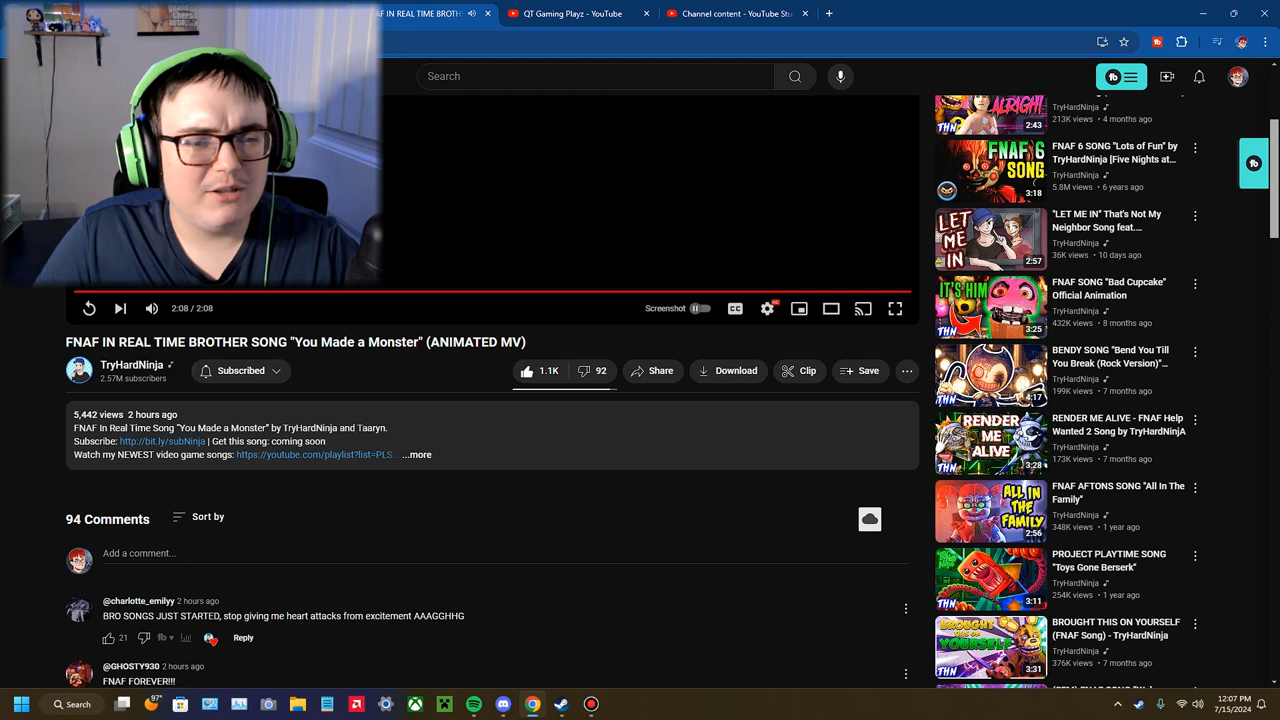 AF IN REAL TIME BROTH
QT Gaming Playz - YouT
Channel content - YouTube Stu
Search
FNAF IN REAL TIME BROTHER SONG "You Made a Monster" (ANIMATED MV)
2:08 / 2:08
Screenshot
CC
HD
TryHardNinja
2.57M subscribers
Subscribed
1.1K
92
Share
Download
Clip
Save
5,442 views 2 hours ago
FNAF In Real Time Song "You Made a Monster" by TryHardNinja and Taaryn.
Subscribe: http://bit.ly/subNinja | Get this song: coming soon
Watch my NEWEST video game songs: https://youtube.com/playlist?list=PLS... ...more
94 Comments
Sort by
Add a comment...
@charlotte_emilyy 2 hours ago
BRO SONGS JUST STARTED, stop giving me heart attacks from excitement AAAGGHHG
21
Reply
@GHOSTY930 2 hours ago
FNAF FOREVER!!!
ALRIGHT
THN
2:43
TryHardNinja
213K views • 4 months ago
FNAF 6
SONG
3:18
FNAF 6 SONG "Lots of Fun" by
TryHardNinja [Five Nights at...
TryHardNinja
5.8M views • 6 years ago
LET
ME
IN
2:57
"LET ME IN" That's Not My
Neighbor Song feat....
TryHardNinja
36K views • 10 days ago
IT'S HIM
THN
3:25
FNAF SONG "Bad Cupcake"
Official Animation
TryHardNinja
432K views • 8 months ago
THN
4:17
BENDY SONG "Bend You Till
You Break (Rock Version)"...
TryHardNinja
199K views • 7 months ago
RENDER
ME
ALIVE
THN
3:28
RENDER ME ALIVE - FNAF Help
Wanted 2 Song by TryHardNinjA
TryHardNinja
173K views • 7 months ago
ALL IN
THE
FAMILY
THN
2:56
FNAF AFTONS SONG "All In The
Family"
TryHardNinja
348K views • 1 year ago
THN
3:11
PROJECT PLAYTIME SONG
"Toys Gone Berserk"
TryHardNinja
254K views • 1 year ago
BROUGHT
THIS ON
YOURSELF
THN
3:31
BROUGHT THIS ON YOURSELF
(FNAF Song) - TryHardNinja
TryHardNinja
376K views • 7 months ago
97°
Search
12:07 PM
7/15/2024